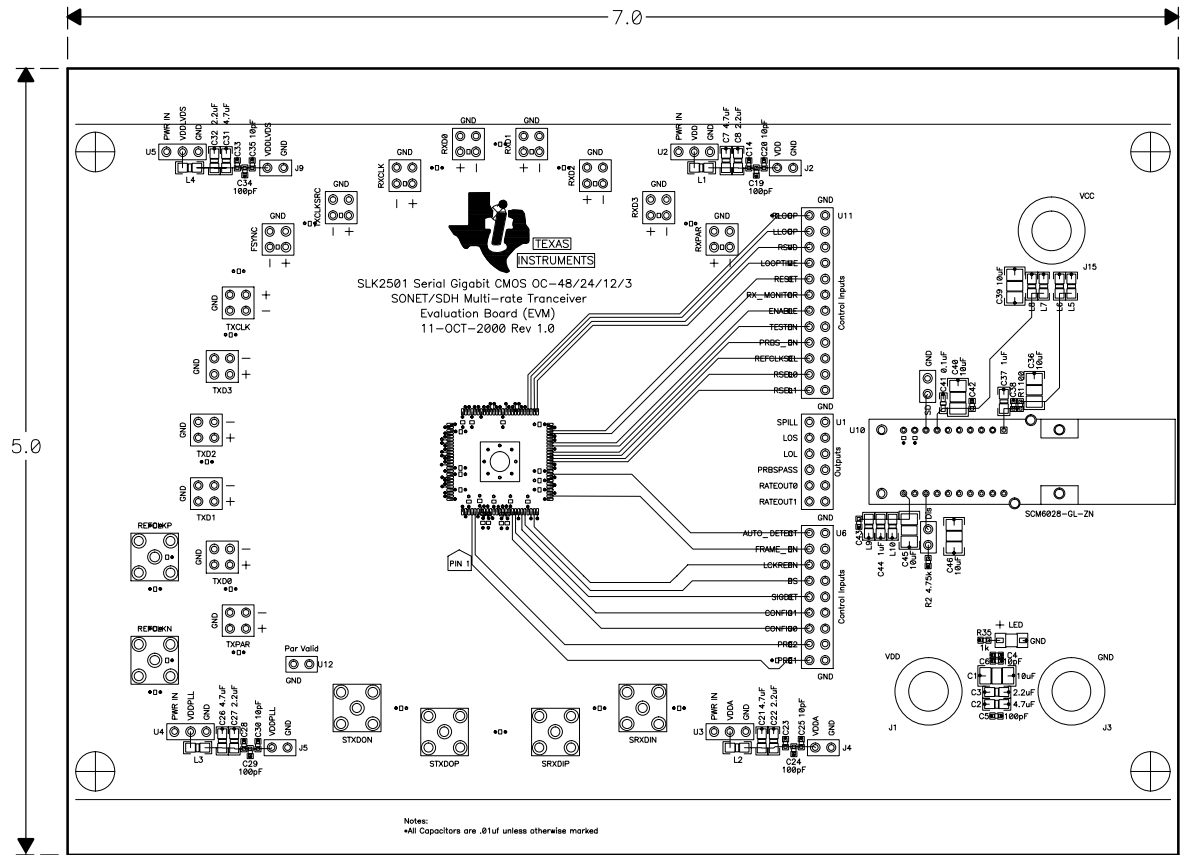 7.0
5.0
PWR IN
VDDLVDS
GND
C32 2.2uF
C31 4.7uF
C33
C35 10pF
VDDLVDS
GND
U5
L4
C34
100pF
J9
GND
RXD0
GND
RXD1
GND
RXCLK
GND
RXD2
GND
TXCLKSRC
GND
RXD3
GND
FSYNC
GND
RXPAR
PWR IN
VDD
GND
C7 4.7uF
C8 2.2uF
C14
C20 10pF
VDD
GND
U2
L1
C19
100pF
J2
TEXAS
INSTRUMENTS
SLK2501 Serial Gigabit CMOS OC-48/24/12/3
SONET/SDH Multi-rate Tranceiver
Evaluation Board (EVM)
11-OCT-2000 Rev 1.0
GND
U11
RLOOP
LLOOP
LOOPTIME
RESET
RX_MONITOR
ENABLE
TESTEN
PRBS_EN
REFCLKSEL
RSEL0
RSEL1
Control Inputs
GND
SPILL
U1
LOS
LOL
PRBSPASS
RATEOUT0
RATEOUT1
Outputs
GND
AUTO_DETECT
U6
FRAME_EN
LCKREFN
PS
SIGDET
CONFIG1
CONFIG0
PRE2
PRE1
Control Inputs
GND
VCC
J15
C39 10uF
L8
L7
L6
L5
GND
SD
C41 0.1uF
C40
10uF
C42
C37 1uF
C38
R1 100
C36
10uF
U10
SCM6028-GL-ZN
C43
L9
C44 1uF
L10
C45
10uF
Dis
R2 4.75k
C46
10uF
GND
TXCLK
GND
TXD3
GND
TXD2
GND
TXD1
GND
TXD0
GND
TXPAR
REFCLKP
REFCLKN
PIN 1
Par Valid
U12
GND
PWR IN
VDDPLL
GND
C26 4.7uF
C27 2.2uF
C28
C30 10pF
VDDPLL
GND
U4
L3
C29
100pF
J5
STXDON
STXDOP
SRXDIP
SRXDIN
PWR IN
VDDA
GND
C21 4.7uF
C22 2.2uF
C23
C25 10pF
VDDA
GND
U3
L2
C24
100pF
J4
VDD
J1
+ LED
R35
1k
GND
C4
C6 10pF
C1
10uF
C3
2.2uF
C2
4.7uF
C5 100pF
GND
J3
Notes:
*All Capacitors are .01uf unless otherwise marked